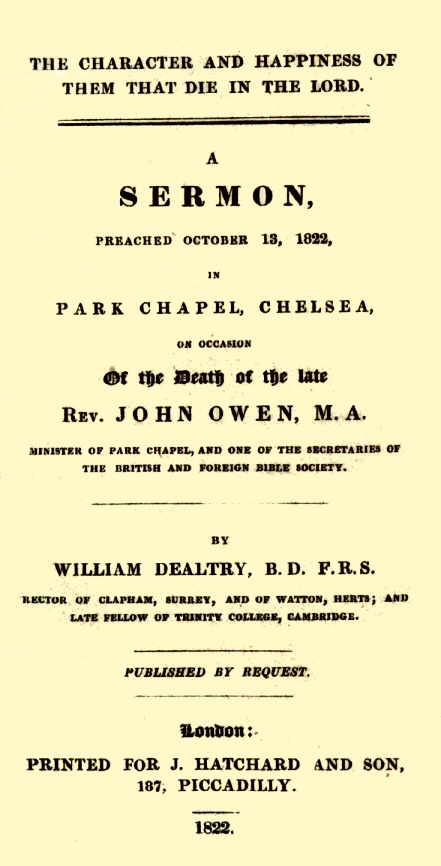 THE CHARACTER AND HAPPINESS OF
THEM THAT DIE IN THE LORD.
A
SERMON,
PREACHED OCTOBER 13, 1822,
IN
PARK CHAPEL, CHELSEA,
ON OCCASION
Of the Death of the late
REV. JOHN OWEN, M.A.
MINISTER OF PARK CHAPEL, AND ONE OF THE SECRETARIES OF
THE BRITISH AND FOREIGN BIBLE SOCIETY.
BY
WILLIAM DEALTRY, B.D. F.R.S.
RECTOR OF CLAPHAM, SURREY, AND OF WATTON, HERTS; AND
LATE FELLOW OF TRINITY COLLEGE, CAMBRIDGE.
PUBLISHED BY REQUEST.
London:
PRINTED FOR J. HATCHARD AND SON,
187, PICCADILLY.
1822.